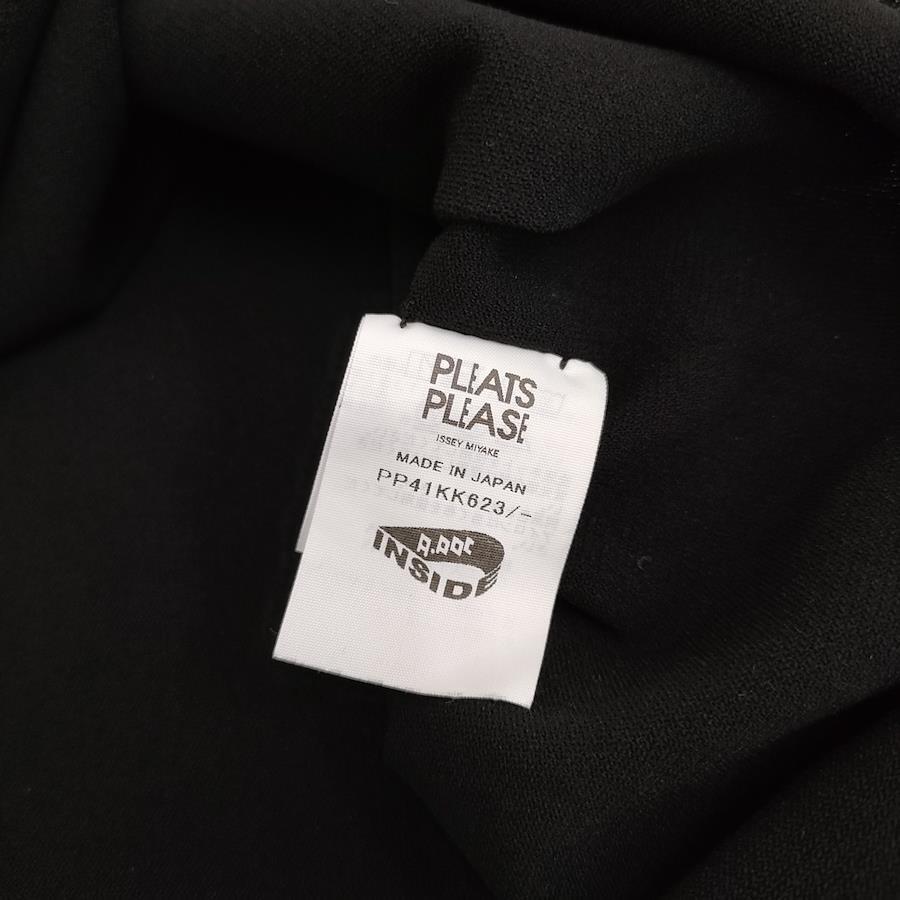 PLEATS
PLEASE
ISSEY MIYAKE
MADE IN JAPAN
PP41KK623/-
A.POC
INSIDE